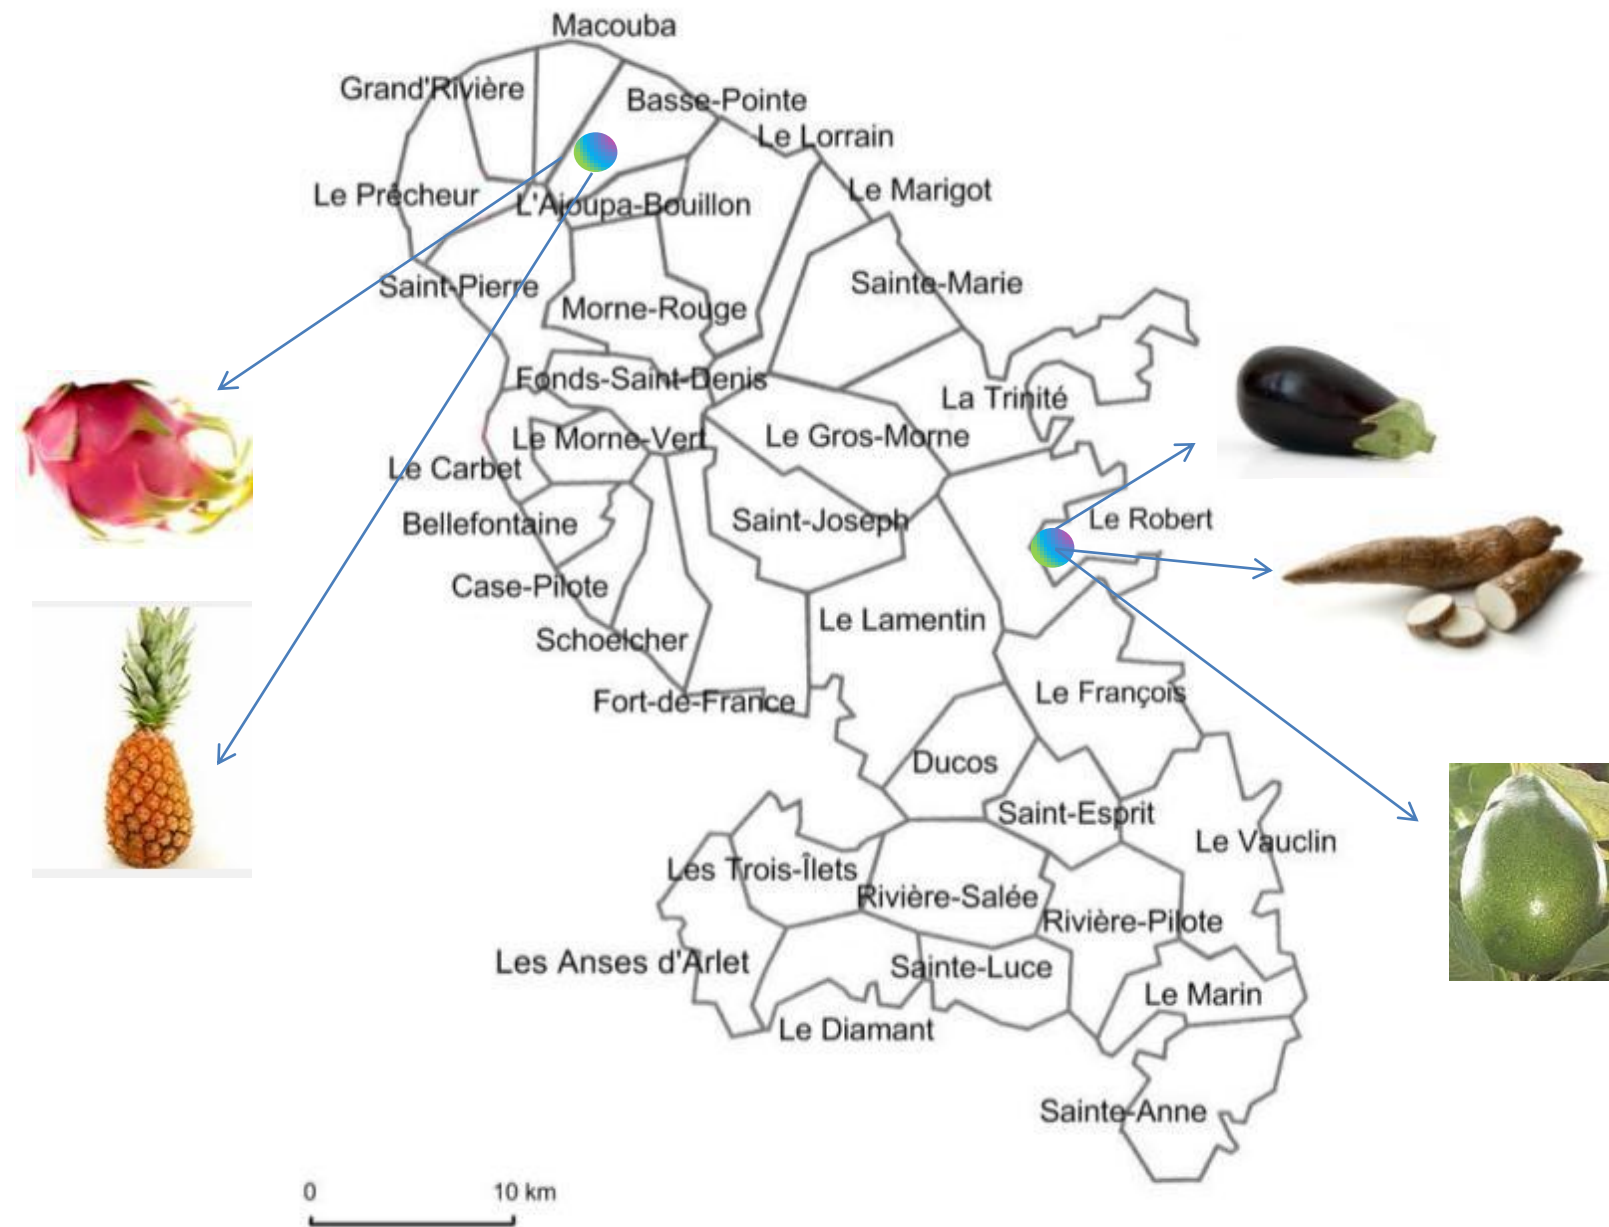 Macouba
Grand'Rivière
Basse-Pointe
Le Lorrain
Le Prêcheur
L'Ajoupa-Bouillon
Le Marigot
Saint-Pierre
Morne-Rouge
Sainte-Marie
Fonds-Saint-Denis
La Trinité
Le Morne-Vert
Le Gros-Morne
Le Carbet
Bellefontaine
Saint-Joseph
Le Robert
Case-Pilote
Schoelcher
Le Lamentin
Fort-de-France
Le François
Ducos
Saint-Esprit
Le Vauclin
Les Trois-Îlets
Rivière-Salée
Rivière-Pilote
Les Anses d'Arlet
Sainte-Luce
Le Marin
Le Diamant
Sainte-Anne
0 10 km